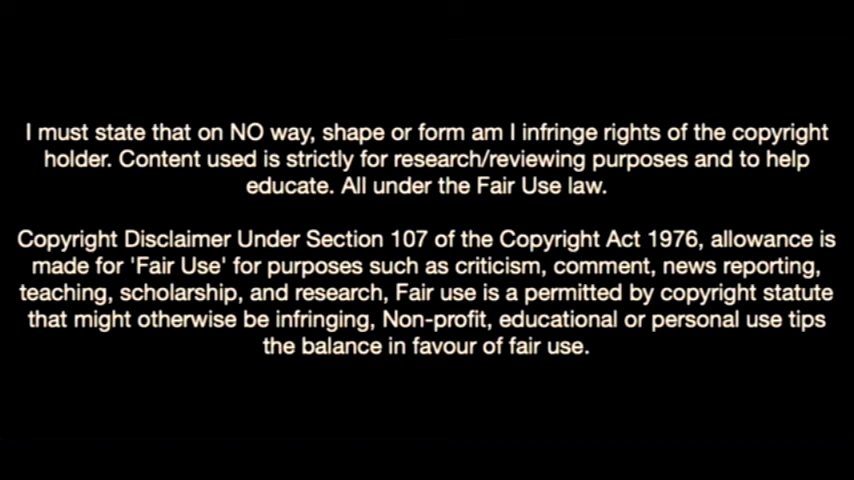 I must state that on NO way, shape or form am I infringe rights of the copyright
holder. Content used is strictly for research/reviewing purposes and to help
educate. All under the Fair Use law.
Copyright Disclaimer Under Section 107 of the Copyright Act 1976, allowance is
made for 'Fair Use' for purposes such as criticism, comment, news reporting,
teaching, scholarship, and research, Fair use is a permitted by copyright statute
that might otherwise be infringing, Non-profit, educational or personal use tips
the balance in favour of fair use.